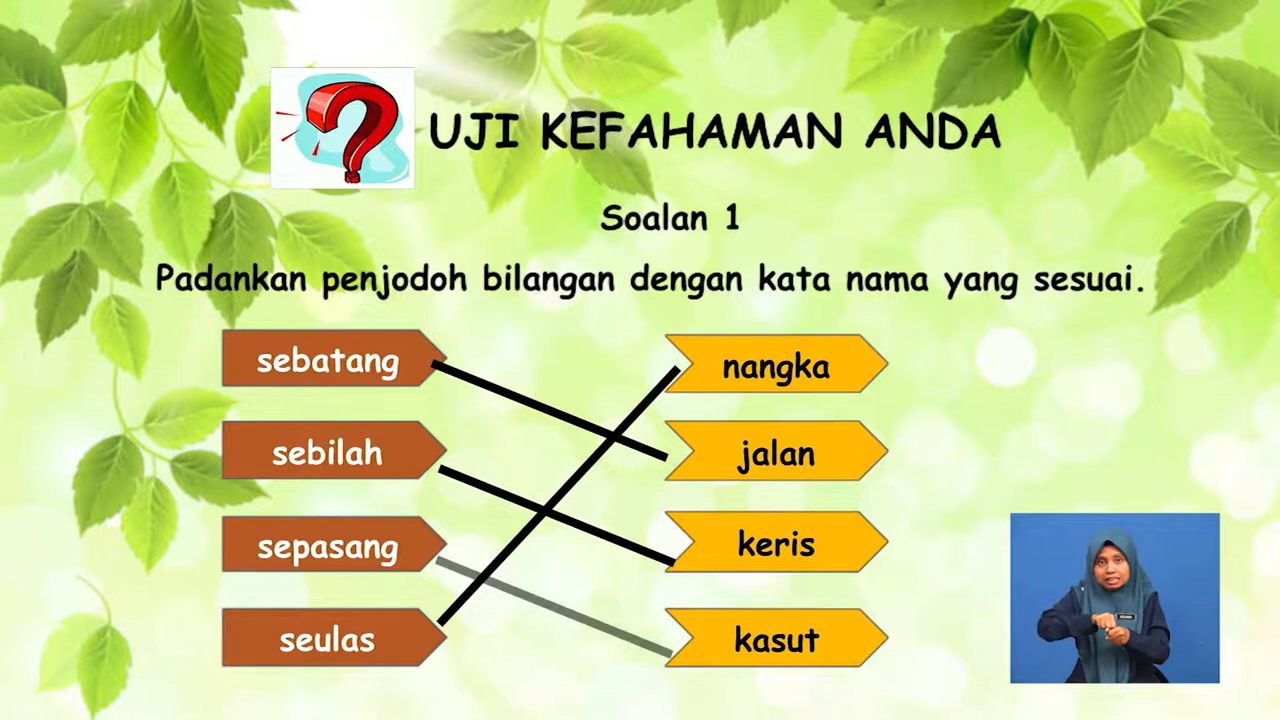 UJI KEFAHAMAN ANDA
Soalan 1
Padankan penjodoh bilangan dengan kata nama yang sesuai.
sebatang
nangka
sebilah
jalan
sepasang
keris
seulas
kasut